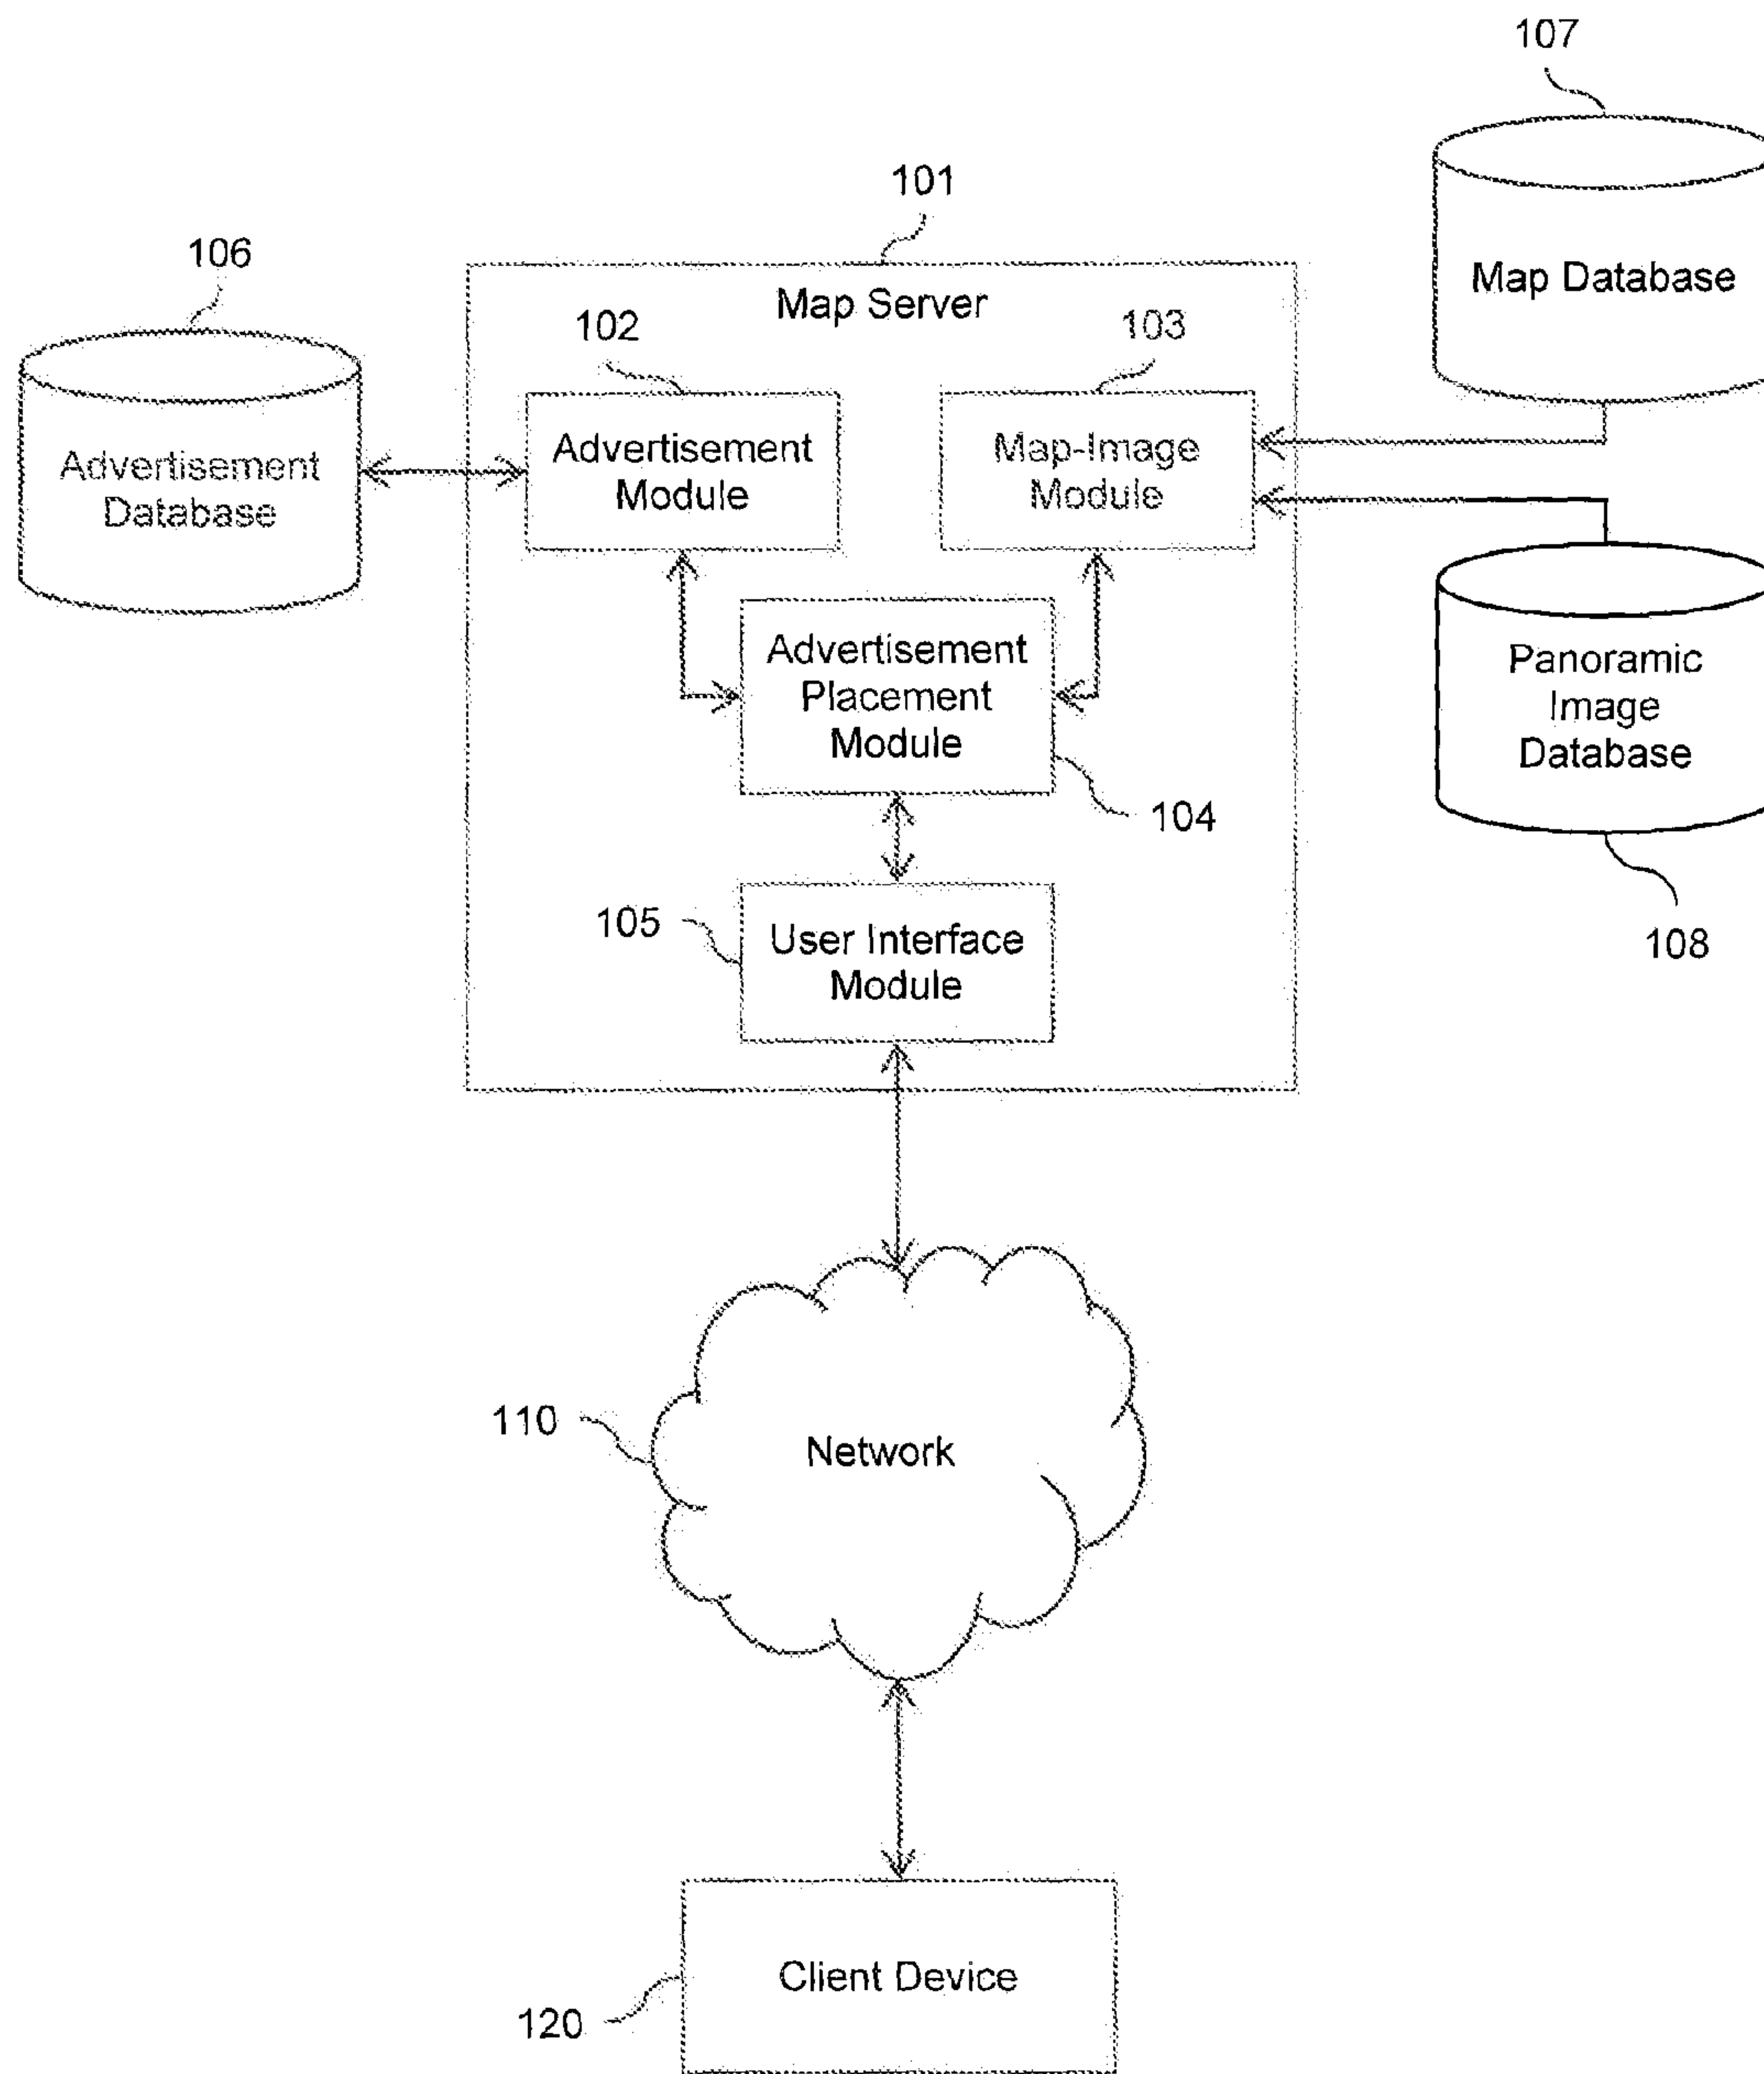 107
101
106
Map Server
Map Database
102
103
Advertisement
Database
Advertisement
Module
Map-Image
Module
Advertisement
Placement
Module
Panoramic
Image
Database
104
105
User Interface
Module
108
110
Network
Client Device
120